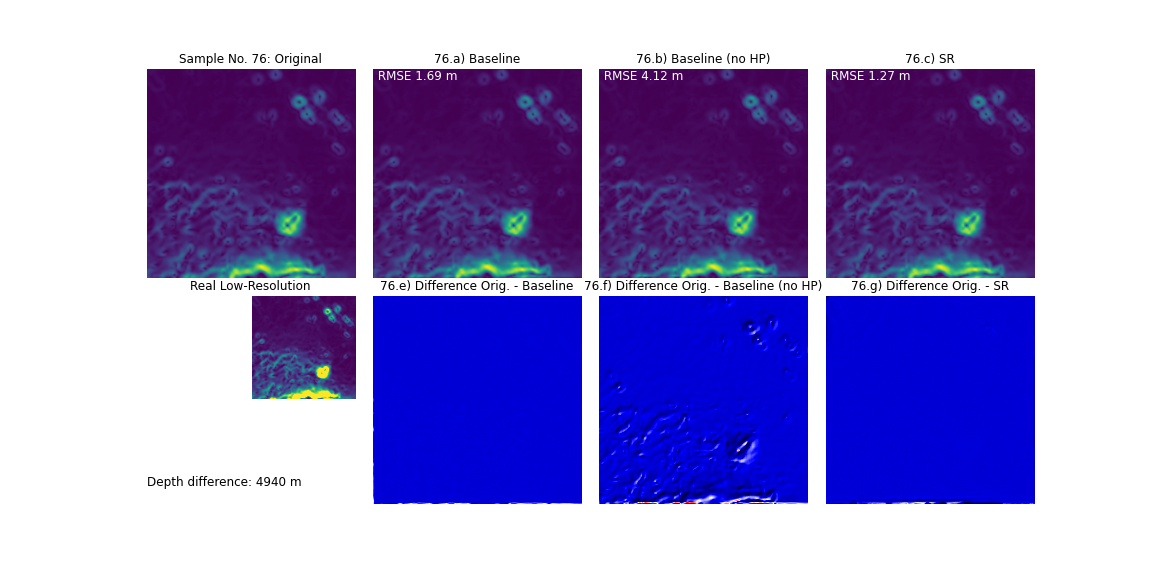 Sample No. 76: Original
76.a) Baseline
76.b) Baseline (no HP)
76.c) SR
RMSE 1.69 m
RMSE 4.12 m
RMSE 1.27 m
Real Low-Resolution
76.e) Difference Orig. - Baseline
76.f) Difference Orig. - Baseline (no HP)
76.g) Difference Orig. - SR
Depth difference: 4940 m